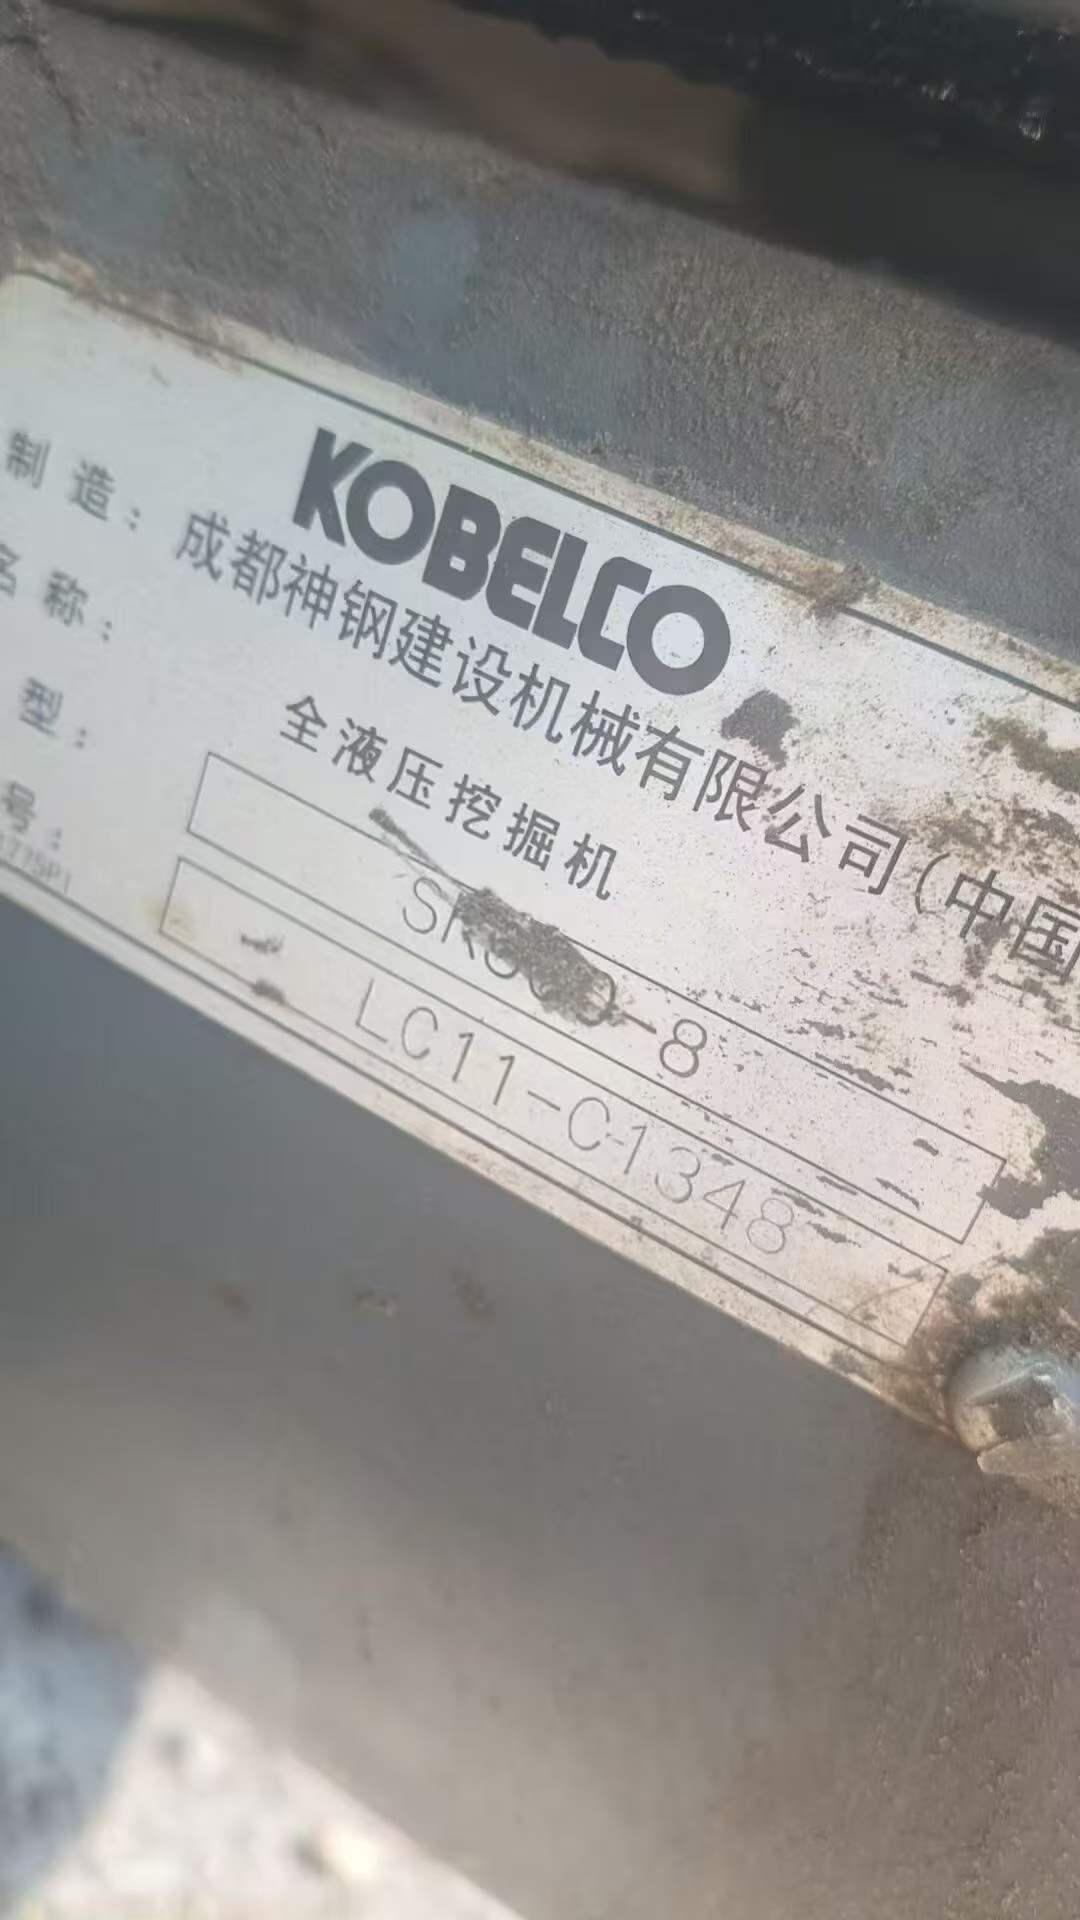 KOBELCO
制造：成都神钢建设机械有限公司(中国
名称：全液压挖掘机
型：
号：LC11-C1348